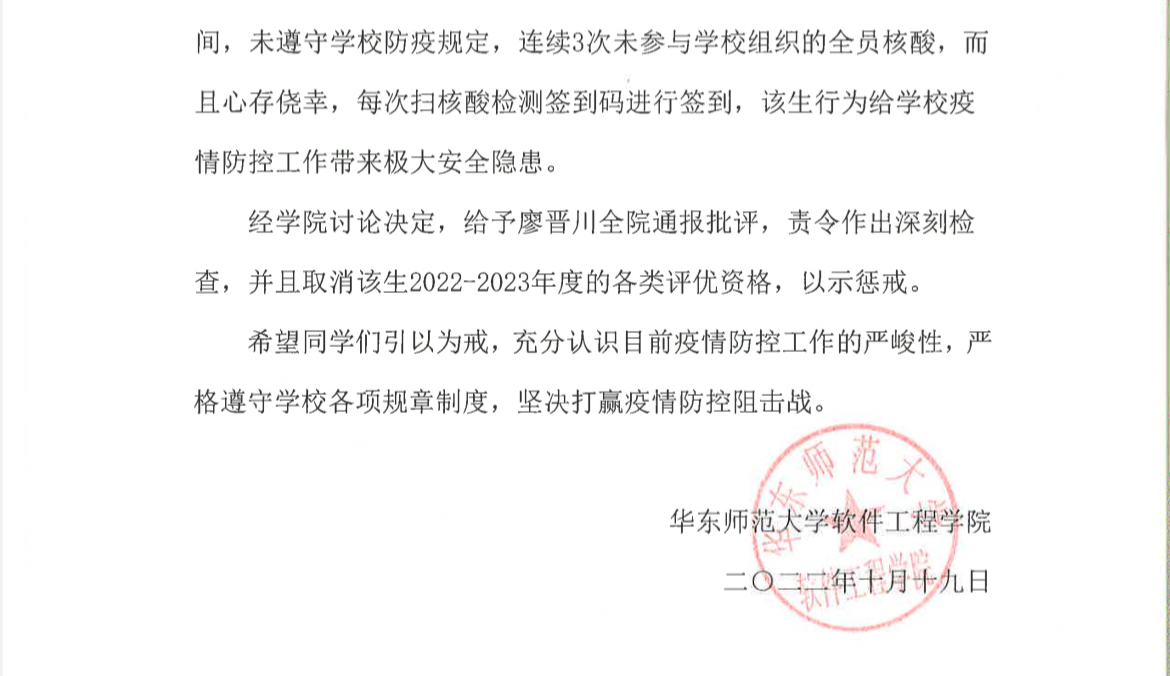 间，未遵守学校防疫规定，连续3次未参与学校组织的全员核酸，而
且心存侥幸，每次扫核酸检测签到码进行签到，该生行为给学校疫
情防控工作带来极大安全隐患。
经学院讨论决定，给予廖晋川全院通报批评，责令作出深刻检
查，并且取消该生2022-2023年度的各类评优资格，以示惩戒。
希望同学们引以为戒，充分认识目前疫情防控工作的严峻性，严
格遵守学校各项规章制度，坚决打赢疫情防控阻击战。
华东师范大学
华东师范大学软件工程学院
二〇二二年十月十九日
软件工程学院